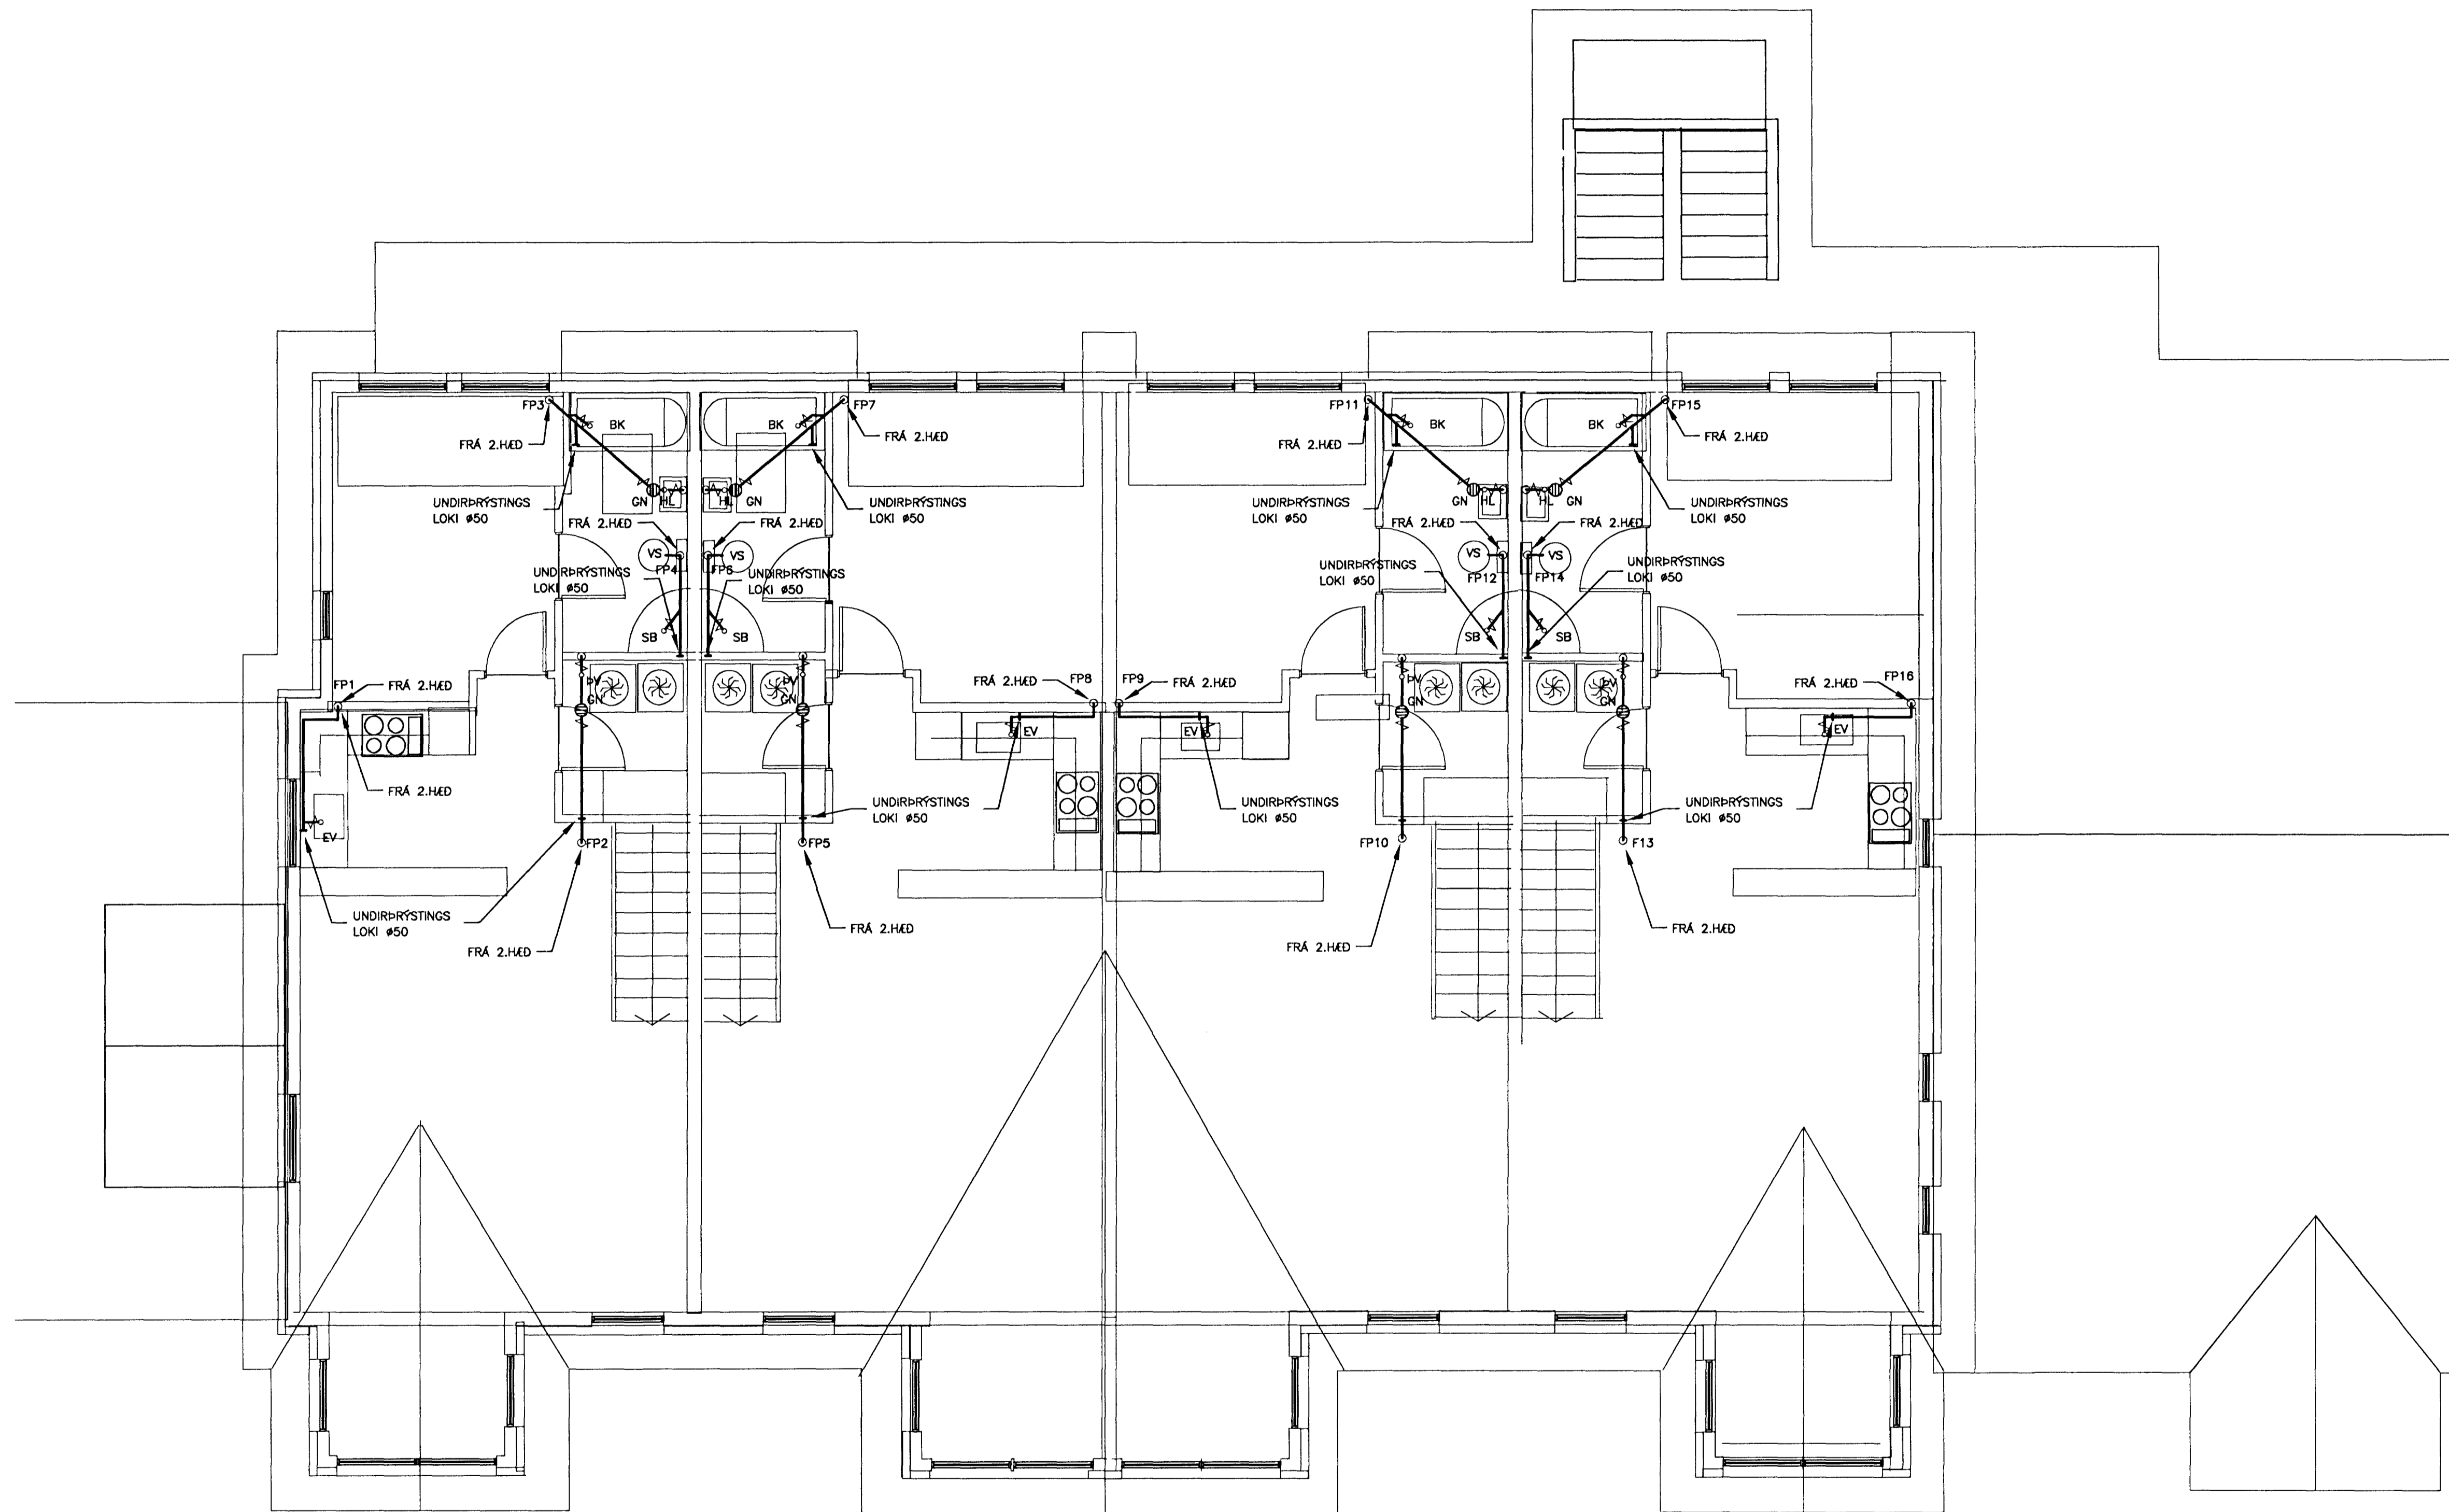 FP3
BK
BK
FP7
FRÁ 2.HÆÐ
FRÁ 2.HÆÐ
FP11
BK
BK
FP15
FRÁ 2.HÆÐ
FRÁ 2.HÆÐ
UNDIRÞRÝSTINGS
LOKI ø50
GN
HL
HL
GN
UNDIRÞRÝSTINGS
LOKI ø50
UNDIRÞRÝSTINGS
LOKI ø50
GN
HL
HL
GN
UNDIRÞRÝSTINGS
LOKI ø50
FRÁ 2.HÆÐ
FRÁ 2.HÆÐ
FRÁ 2.HÆÐ
FRÁ 2.HÆÐ
VS
VS
VS
VS
UNDIRÞRÝSTINGS
LOKI ø50
FP4
FP6
UNDIRÞRÝSTINGS
LOKI ø50
UNDIRÞRÝSTINGS
LOKI ø50
FP12
FP14
UNDIRÞRÝSTINGS
LOKI ø50
SB
SB
SB
SB
FP1
FRÁ 2.HÆÐ
ÞV
GN
ÞV
GN
FRÁ 2.HÆÐ
FP8
FP9
FRÁ 2.HÆÐ
ÞV
GN
ÞV
GN
FRÁ 2.HÆÐ
FP16
EV
EV
EV
FRÁ 2.HÆÐ
UNDIRÞRÝSTINGS
LOKI ø50
UNDIRÞRÝSTINGS
LOKI ø50
UNDIRÞRÝSTINGS
LOKI ø50
EV
FP2
FP5
FP10
F13
UNDIRÞRÝSTINGS
LOKI ø50
FRÁ 2.HÆÐ
FRÁ 2.HÆÐ
FRÁ 2.HÆÐ
FRÁ 2.HÆÐ